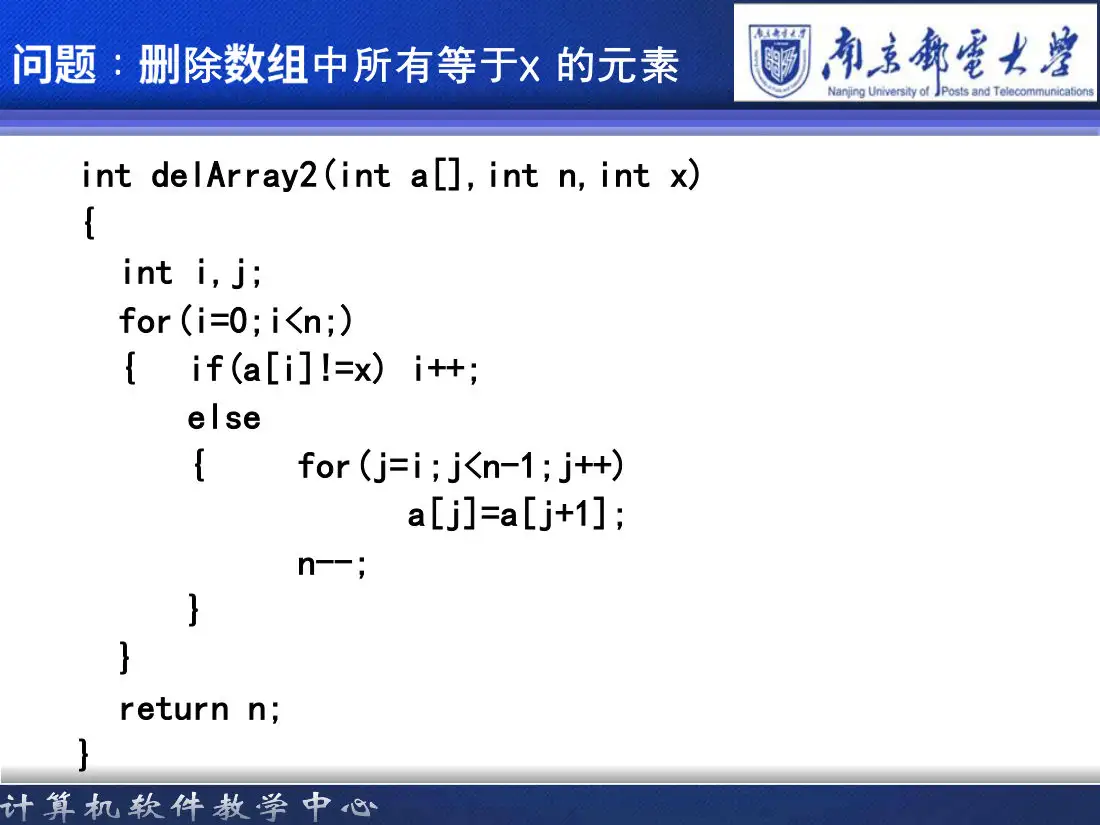 问题：删除数组中所有等于x 的元素
南京邮电大学
Nanjing University of Posts and Telecommunications
int delArray2(int a[],int n,int x)
{
int i,j;
for(i=0;i<n;)
{ if(a[i]!=x) i++;
else
{ for(j=i;j<n-1;j++)
a[j]=a[j+1];
n--;
}
}
return n;
}
计算机软件教学中心